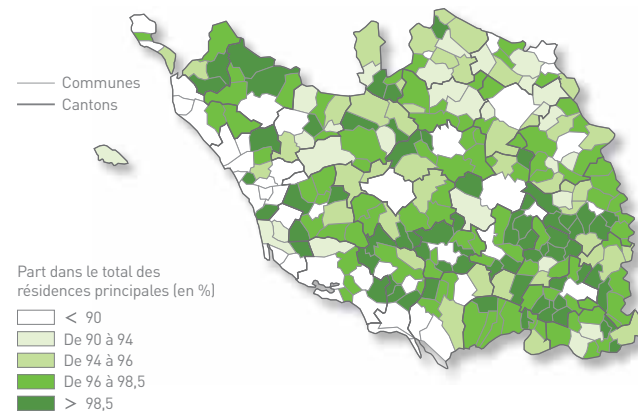 Communes
Cantons
Part dans le total des
résidences principales (en %)
< 90
De 90 à 94
De 94 à 96
De 96 à 98,5
> 98,5